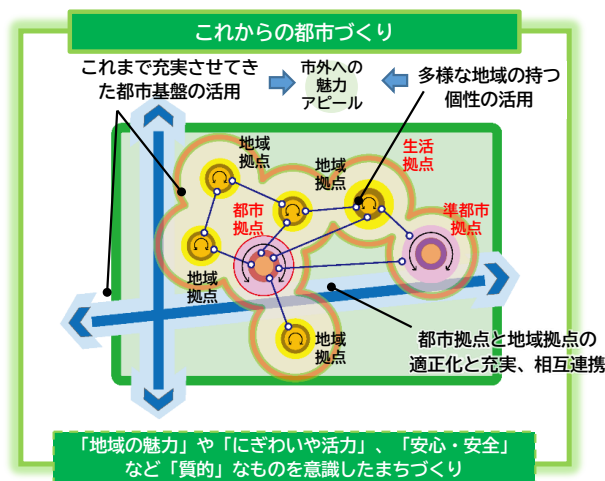 これからの都市づくり
これまで充実させてき
た都市基盤の活用
市外への
魅力
アピール
多様な地域の持つ
個性の活用
地域
拠点
地域
拠点
生活
拠点
都市
拠点
準都市
拠点
地域
拠点
地域
拠点
都市拠点と地域拠点の
適正化と充実、相互連携
「地域の魅力」や「にぎわいや活力」、「安心・安全」
など「質的」なものを意識したまちづくり